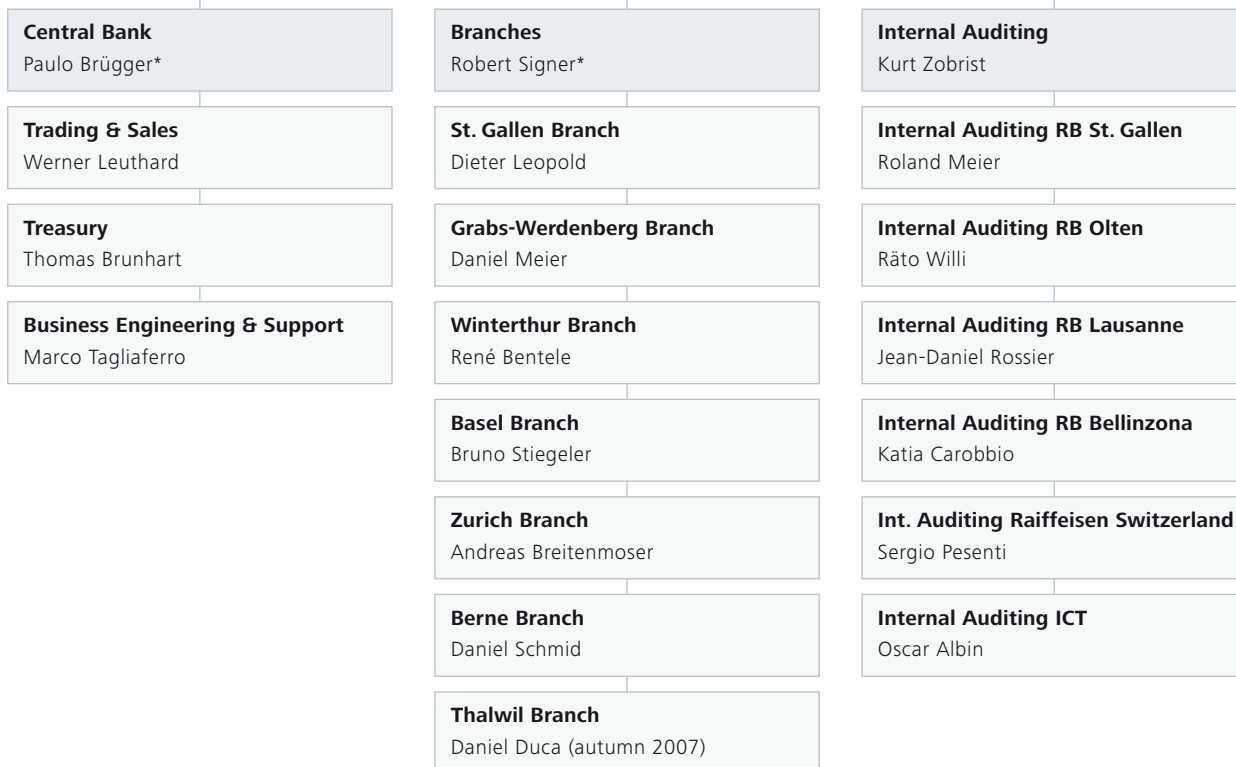 Central Bank
Paulo Brügger*
Trading & Sales
Werner Leuthard
Treasury
Thomas Brunhart
Business Engineering & Support
Marco Tagliaferro
Branches
Robert Signer*
St. Gallen Branch
Dieter Leopold
Grabs-Werdenberg Branch
Daniel Meier
Winterthur Branch
René Bentele
Basel Branch
Bruno Stiegeler
Zurich Branch
Andreas Breitenmoser
Berne Branch
Daniel Schmid
Thalwil Branch
Daniel Duca (autumn 2007)
Internal Auditing
Kurt Zobrist
Internal Auditing RB St. Gallen
Roland Meier
Internal Auditing RB Olten
Räto Willi
Internal Auditing RB Lausanne
Jean-Daniel Rossier
Internal Auditing RB Bellinzona
Katia Carobbio
Int. Auditing Raiffeisen Switzerland
Sergio Pesenti
Internal Auditing ICT
Oscar Albin